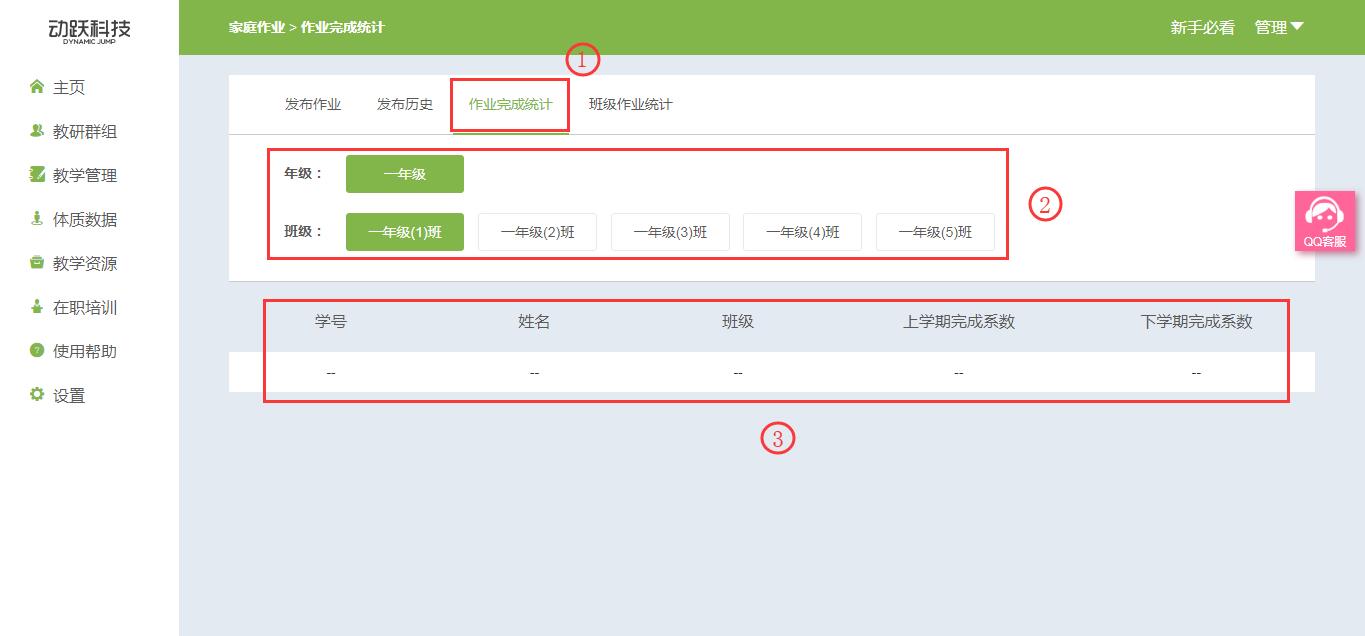 动跃科技
DYNAMIC JUMP
家庭作业 > 作业完成统计
新手必看 管理
主页
教研群组
教学管理
体质数据
教学资源
在职培训
使用帮助
设置
①
发布作业 发布历史 作业完成统计 班级作业统计
年级： 一年级
班级： 一年级(1)班 一年级(2)班 一年级(3)班 一年级(4)班 一年级(5)班
②
QQ客服
学号 姓名 班级 上学期完成系数 下学期完成系数
-- -- -- -- --
③